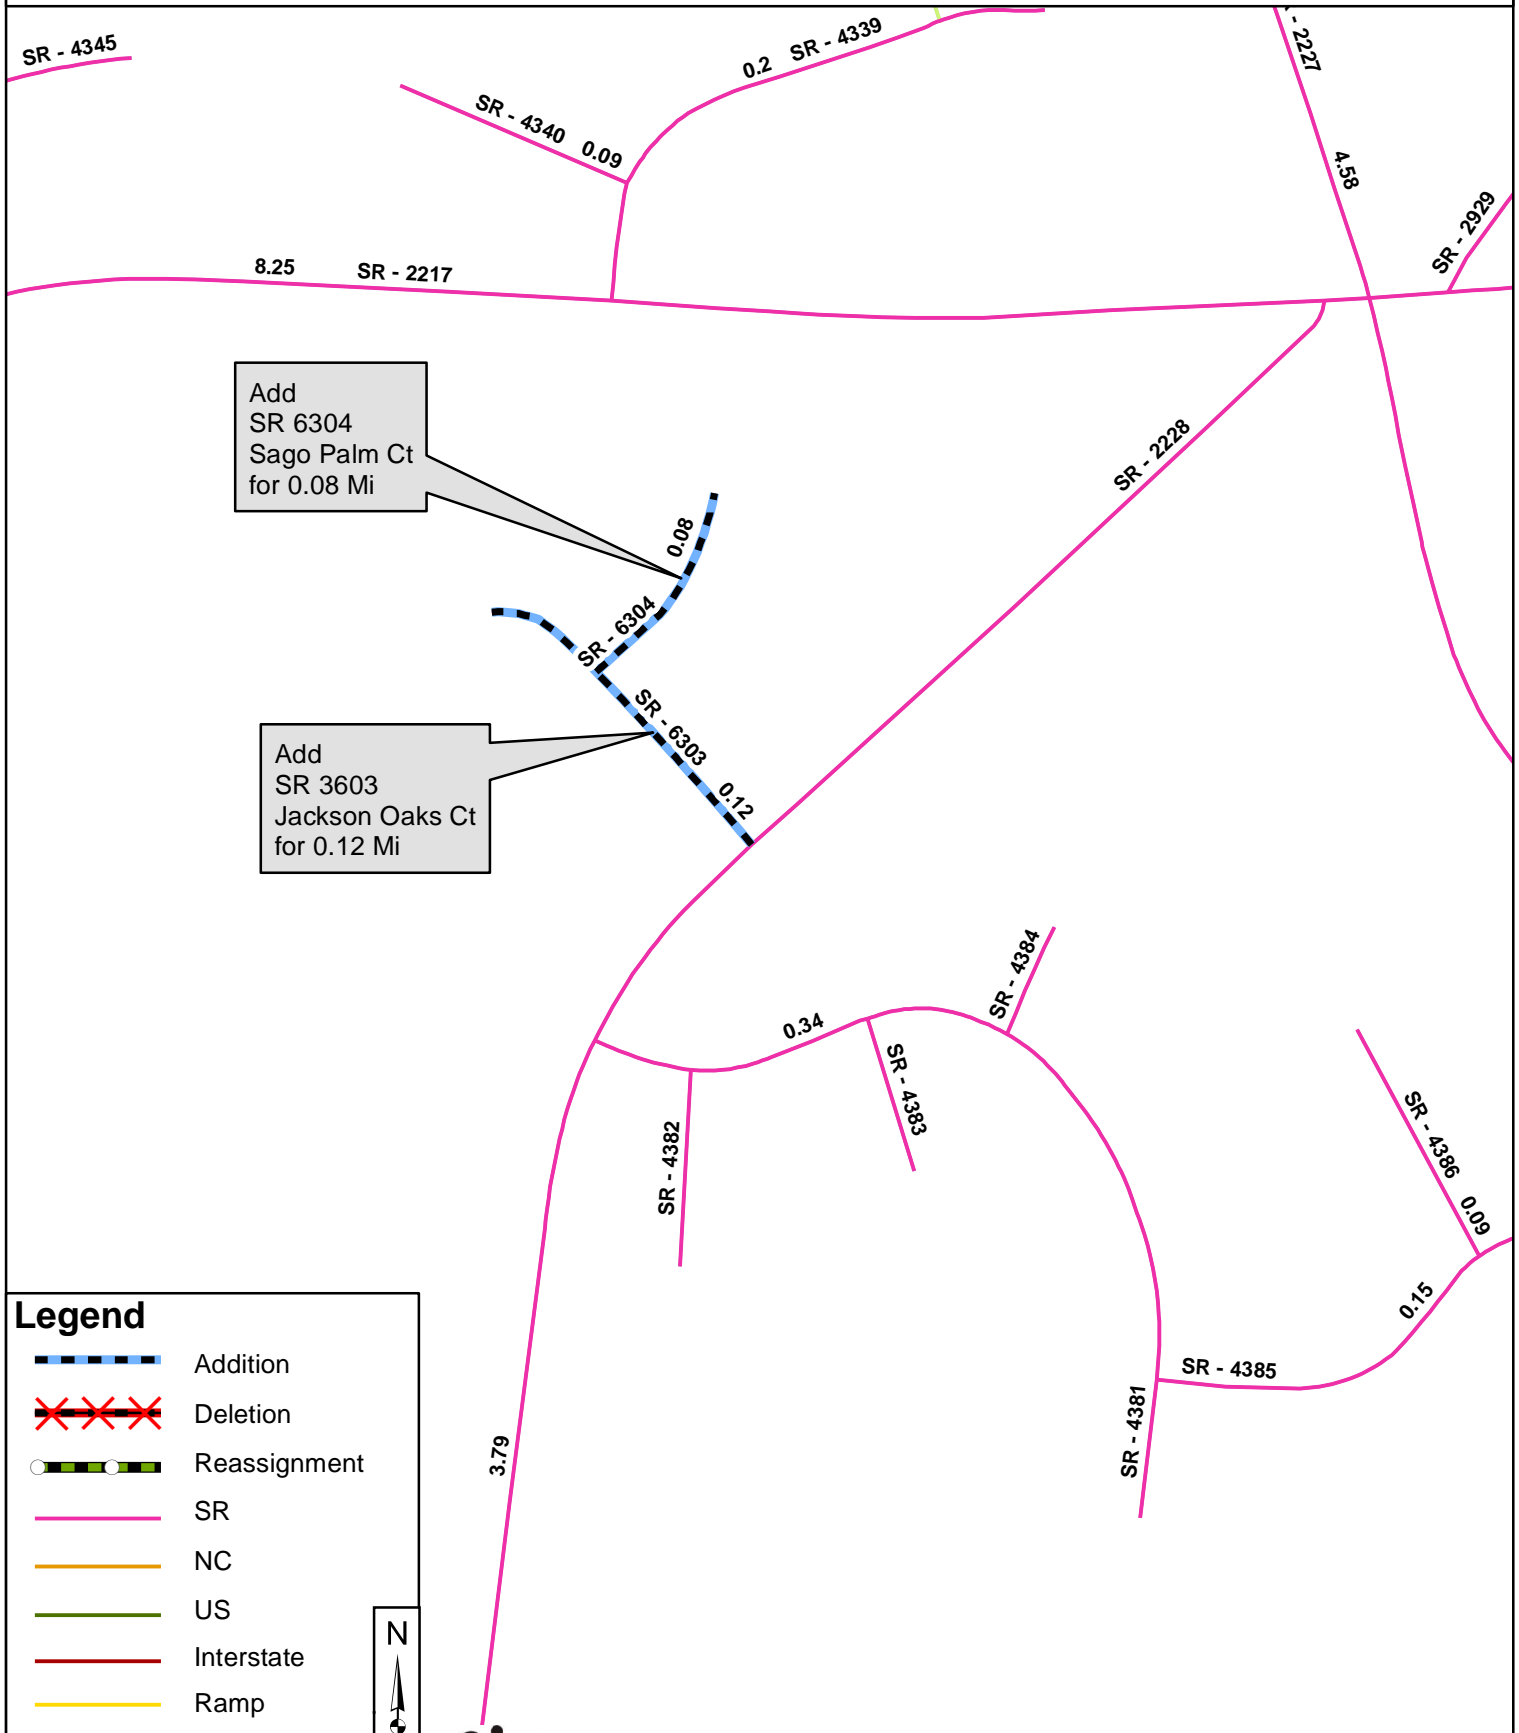 SR - 4345
SR - 4340 0.09
0.2 SR - 4339
- 2227
4.58
SR - 2929
8.25 SR - 2217
Add
SR 6304
Sago Palm Ct
for 0.08 Mi
0.08
SR - 6304
SR - 2228
SR - 6303 0.12
Add
SR 3603
Jackson Oaks Ct
for 0.12 Mi
0.34
SR - 4384
SR - 4383
SR - 4382
SR - 4386 0.09
0.15
SR - 4385
SR - 4381
3.79
Legend
Addition
Deletion
Reassignment
SR
NC
US
Interstate
Ramp
N